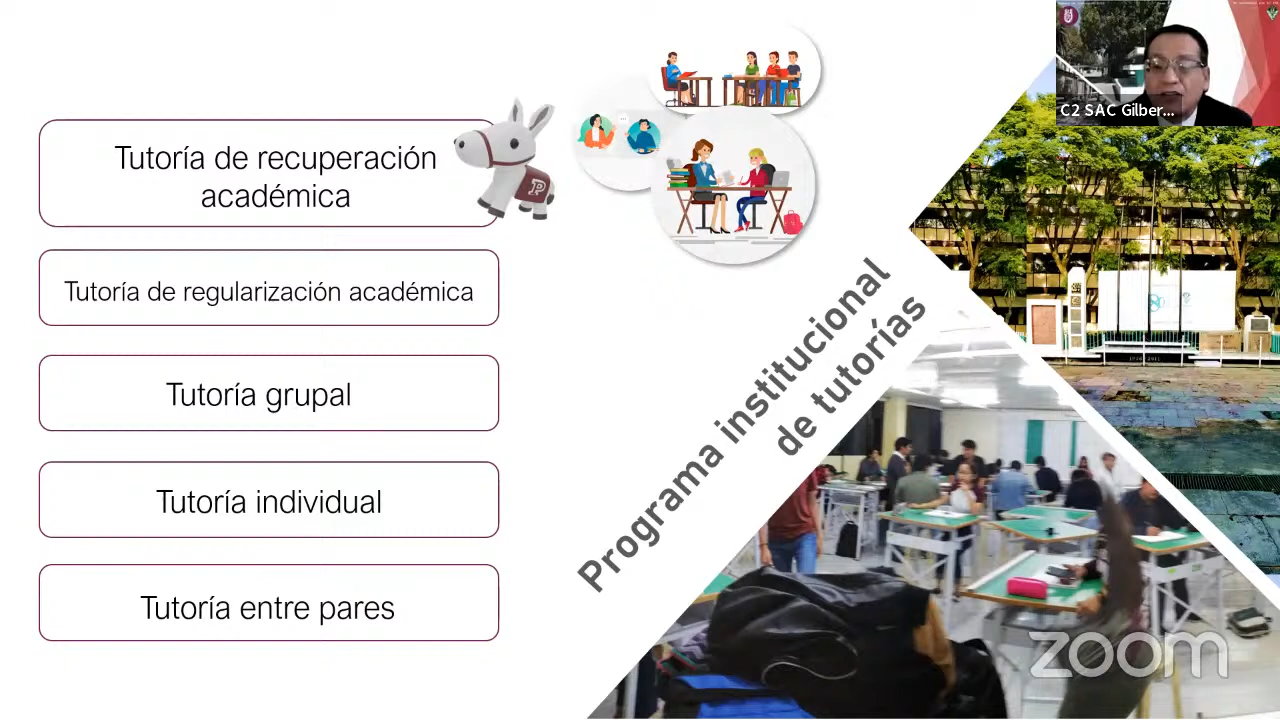 Tutoría de recuperación
académica
P
Tutoría de regularización académica
Tutoría grupal
Tutoría individual
Tutoría entre pares
Programa institucional
de tutorías
C2 SAC Gilber...
zoom